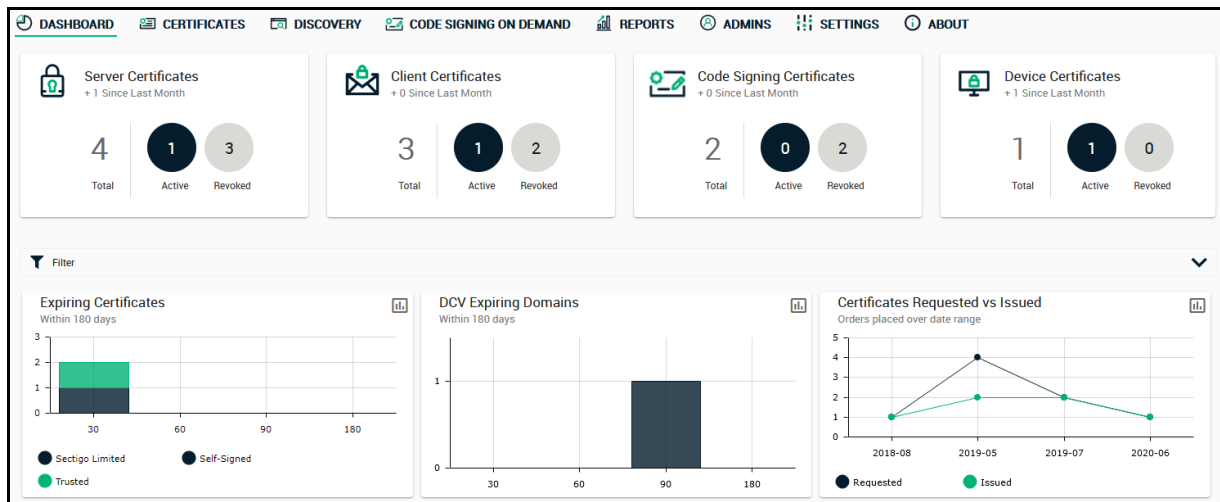 DASHBOARD CERTIFICATES DISCOVERY CODE SIGNING ON DEMAND REPORTS ADMINS SETTINGS ABOUT
Server Certificates
+ 1 Since Last Month
4 1 3
Total Active Revoked
Client Certificates
+ 0 Since Last Month
3 1 2
Total Active Revoked
Code Signing Certificates
+ 0 Since Last Month
2 0 2
Total Active Revoked
Device Certificates
+ 1 Since Last Month
1 1 0
Total Active Revoked
Filter
Expiring Certificates
Within 180 days
3
2
1
0
30 60 90 180
Sectigo Limited Self-Signed
Trusted
DCV Expiring Domains
Within 180 days
1
0
30 60 90 180
Certificates Requested vs Issued
Orders placed over date range
5
4
3
2
1
0
2018-08 2019-05 2019-07 2020-06
Requested Issued